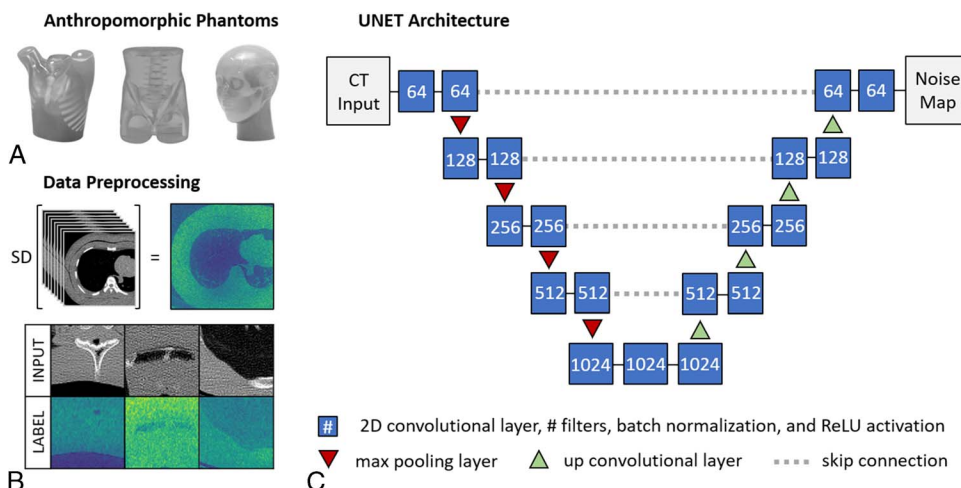 Anthropomorphic Phantoms
A
Data Preprocessing
SD
=
INPUT
LABEL
B
UNET Architecture
CT
Input
64 64
64 64
Noise
Map
128 128
128 128
256 256
256 256
512 512
512 512
1024 1024 1024
# 2D convolutional layer, # filters, batch normalization, and ReLU activation
max pooling layer up convolutional layer skip connection
C